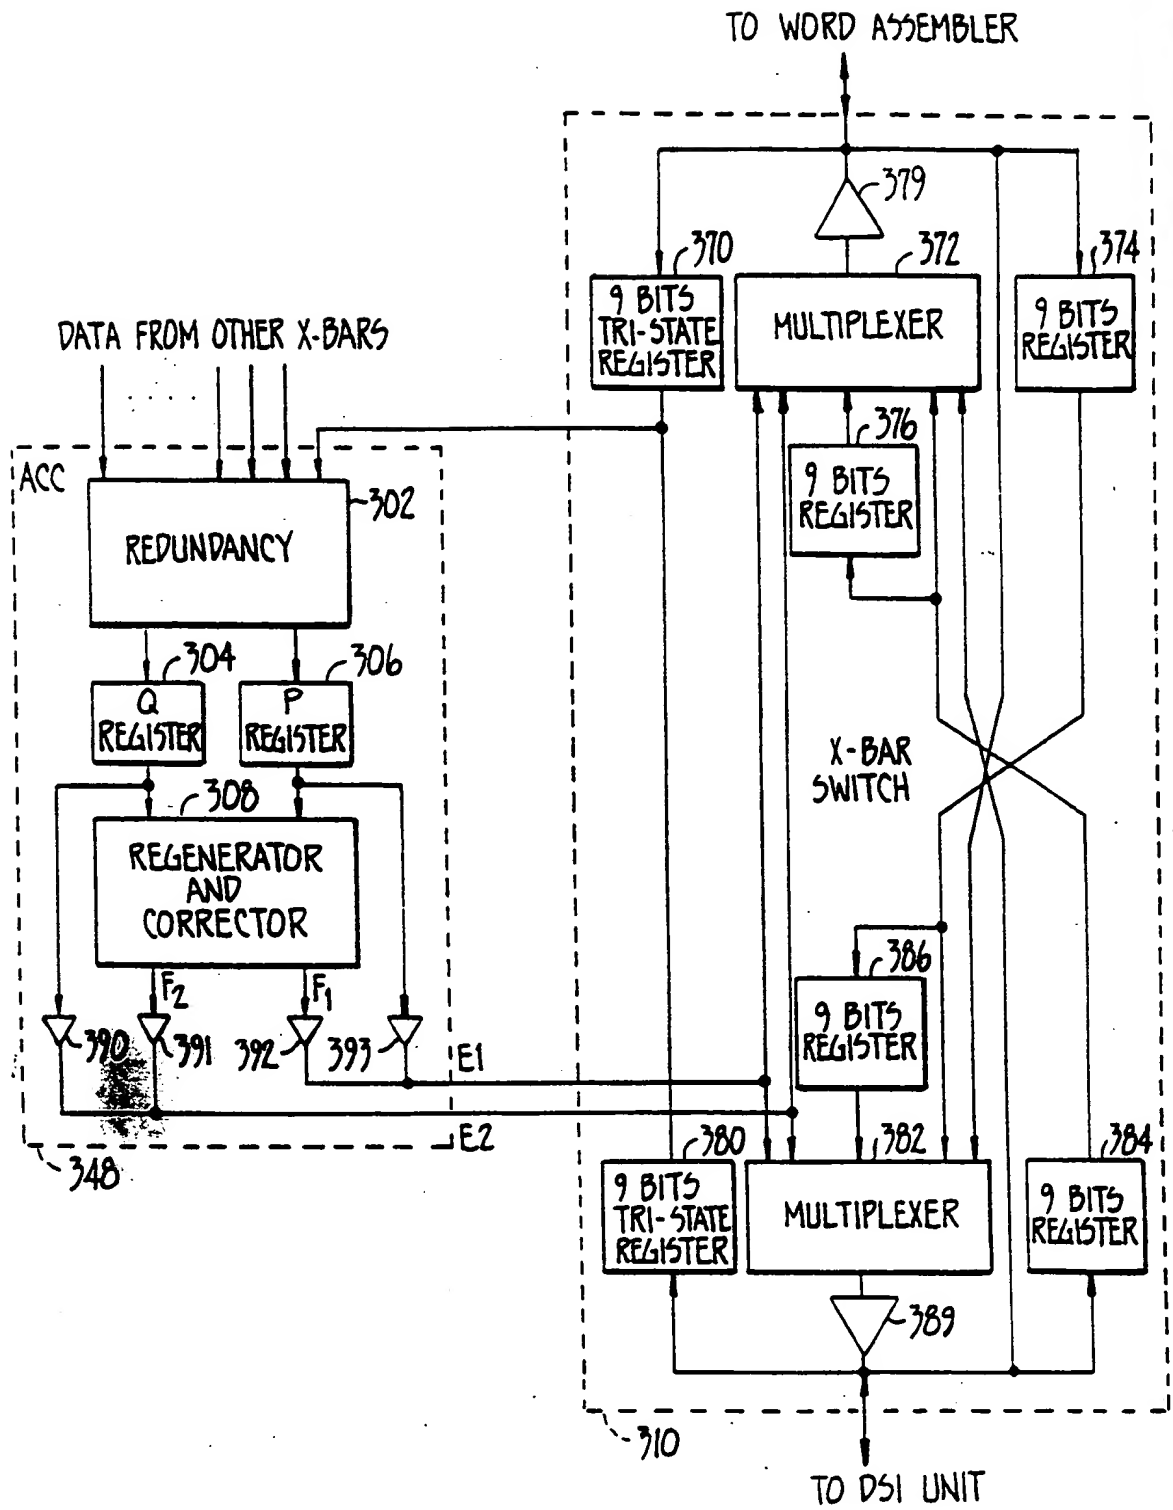 TO WORD ASSEMBLER
379
370
372
374
9 BITS
TRI-STATE
REGISTER
MULTIPLEXER
9 BITS
REGISTER
DATA FROM OTHER X-BARS
.....
376
9 BITS
REGISTER
ACC
302
REDUNDANCY
304
306
Q
REGISTER
P
REGISTER
X-BAR
SWITCH
308
REGENERATOR
AND
CORRECTOR
386
9 BITS
REGISTER
F2
F1
390
391
392
393
E1
E2
348
380
382
384
9 BITS
TRI-STATE
REGISTER
MULTIPLEXER
9 BITS
REGISTER
389
310
TO DSI UNIT